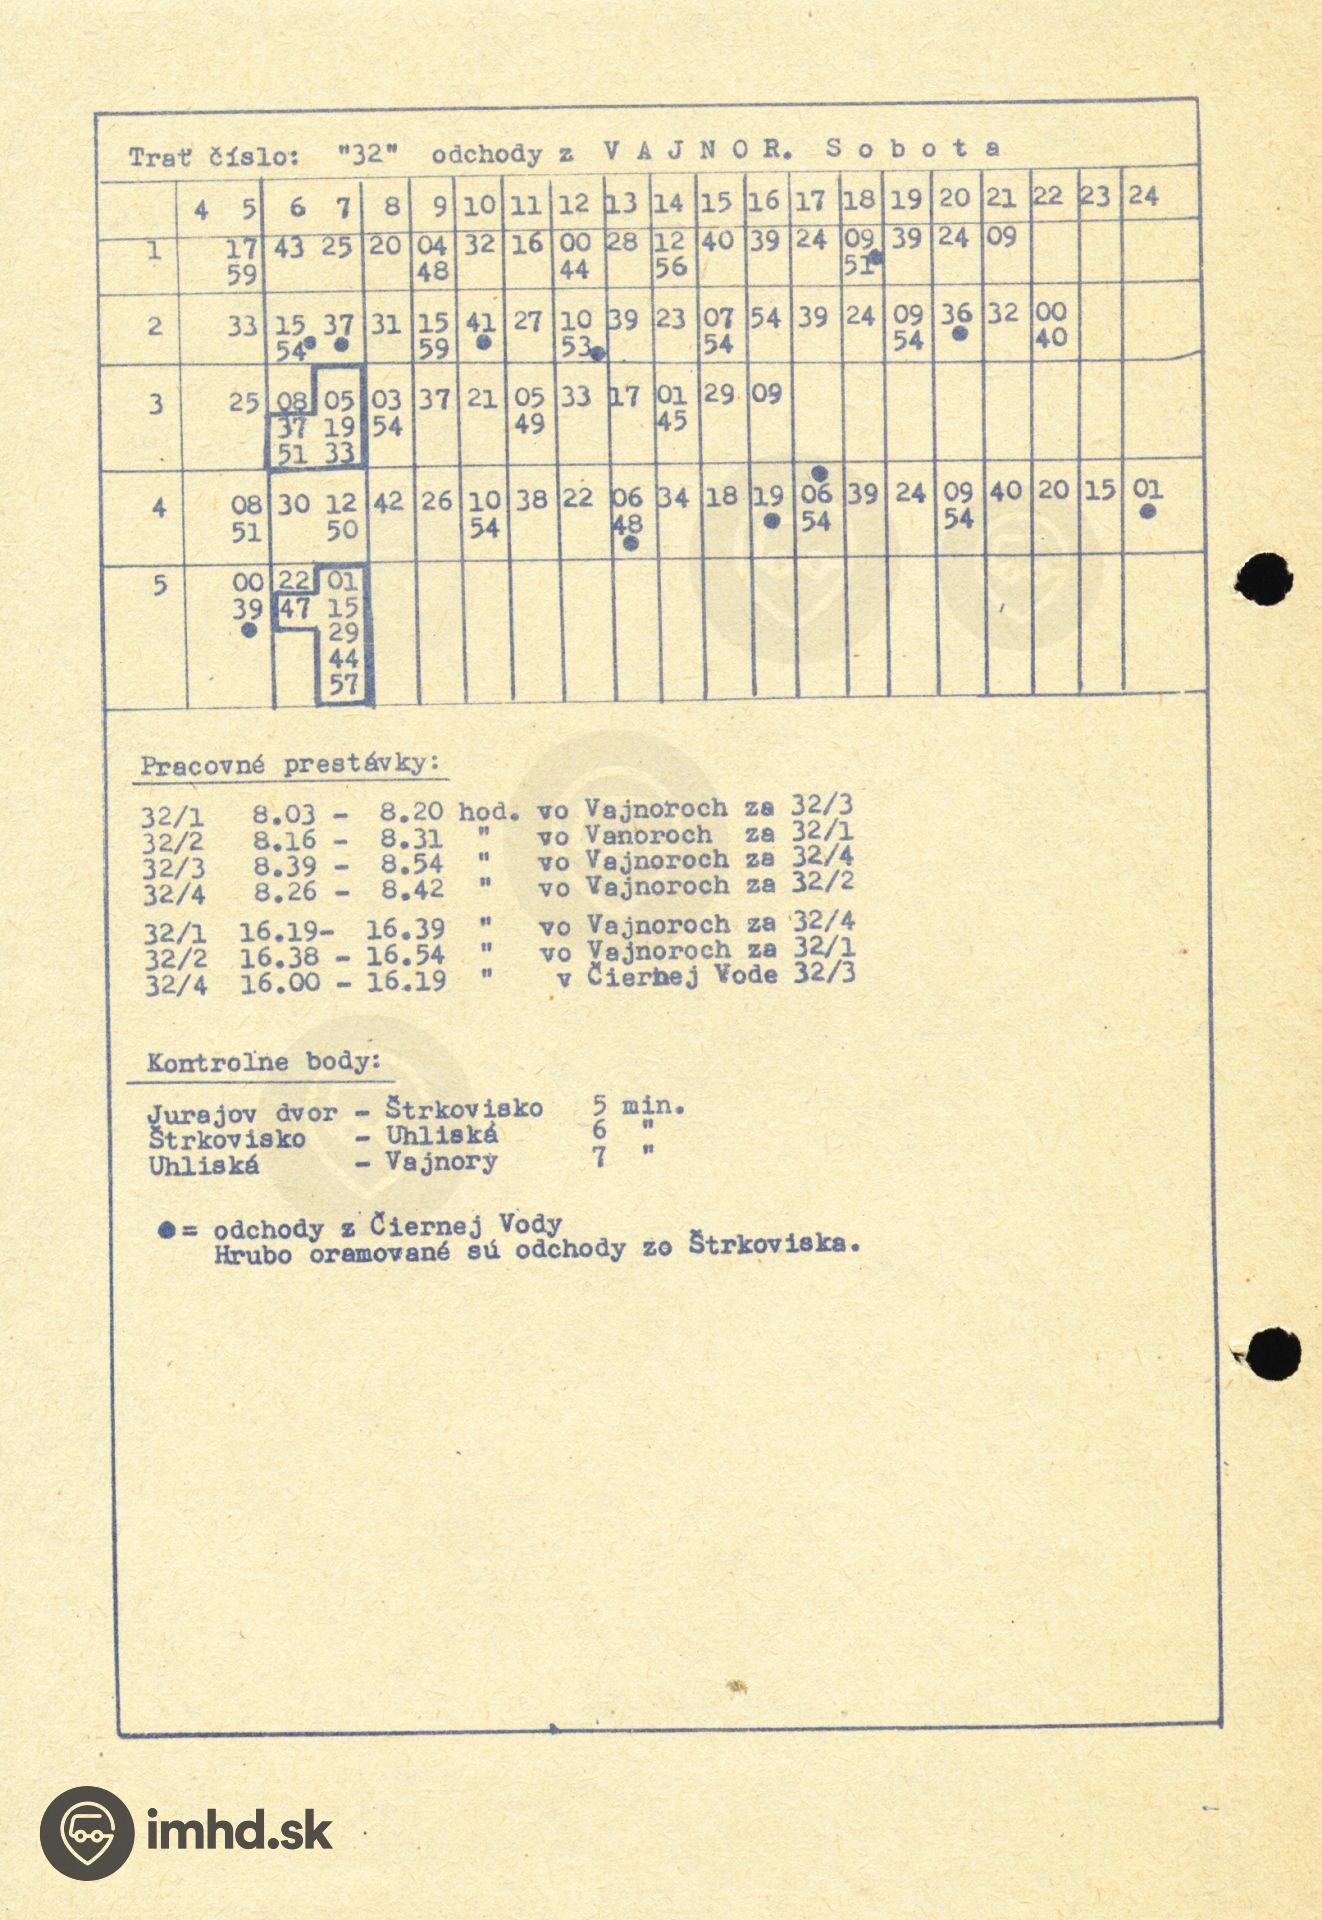 Trať číslo: "32" odchody z V A J N O R. S o b o t a
4 5 6 7 8 9 10 11 12 13 14 15 16 17 18 19 20 21 22 23 24
1 17 43 25 20 04 32 16 00 28 12 40 39 24 09 39 24 09
59 48 44 56 51●
2 33 15 37 31 15 41 27 10 39 23 07 54 39 24 09 36 32 00
54● ● 59 ● 53● 54 54 ● 40
3 25 08 05 03 37 21 05 33 17 01 29 09
37 19 54 49 45
51 33
●
4 08 30 12 42 26 10 38 22 06 34 18 19 06 39 24 09 40 20 15 01
51 50 54 48 ● 54 54 ●
●
5 00 22 01
39 47 15
● 29
44
57
Pracovné prestávky:
32/1 8.03 - 8.20 hod. vo Vajnoroch za 32/3
32/2 8.16 - 8.31 " vo Vanoroch za 32/1
32/3 8.39 - 8.54 " vo Vajnoroch za 32/4
32/4 8.26 - 8.42 " vo Vajnoroch za 32/2
32/1 16.19- 16.39 " vo Vajnoroch za 32/4
32/2 16.38 - 16.54 " vo Vajnoroch za 32/1
32/4 16.00 - 16.19 " v Čiernej Vode 32/3
Kontrolne body:
Jurajov dvor - Štrkovisko 5 min.
Štrkovisko - Uhliská 6 "
Uhliská - Vajnory 7 "
●= odchody z Čiernej Vody
Hrubo oramované sú odchody zo Štrkoviska.
imhd.sk